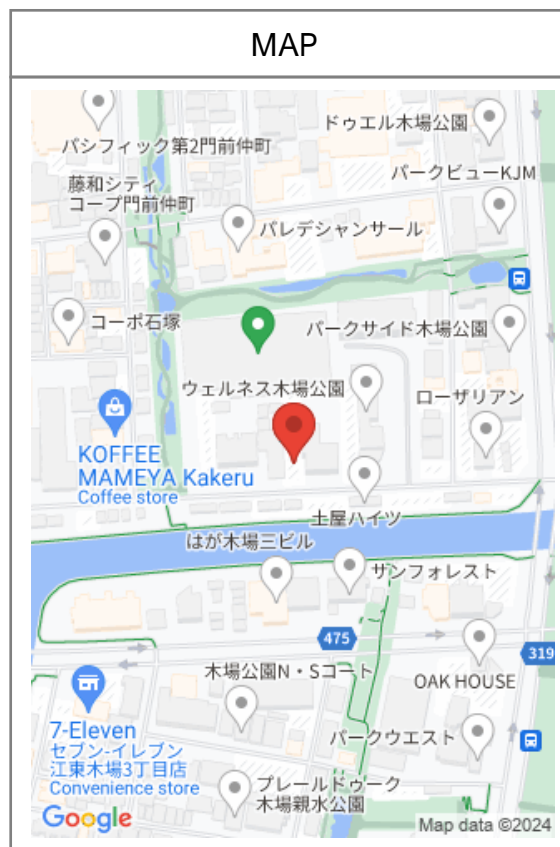 MAP
ドゥエル木場公園
パシフィック第2門前仲町
パークビューKJM
藤和シティ
コープ門前仲町
パレデシャンサール
コーポ石塚
パークサイド木場公園
ウェルネス木場公園
ローザリアン
KOFFEE
MAMEYA Kakeru
Coffee store
土屋ハイツ
はが木場三ビル
サンフォレスト
475
319
木場公園N・Sコート
OAK HOUSE
7-Eleven
セブン-イレブン
江東木場3丁目店
Convenience store
パークウエスト
プレールドゥーク
木場親水公園
Google
Map data ©2024